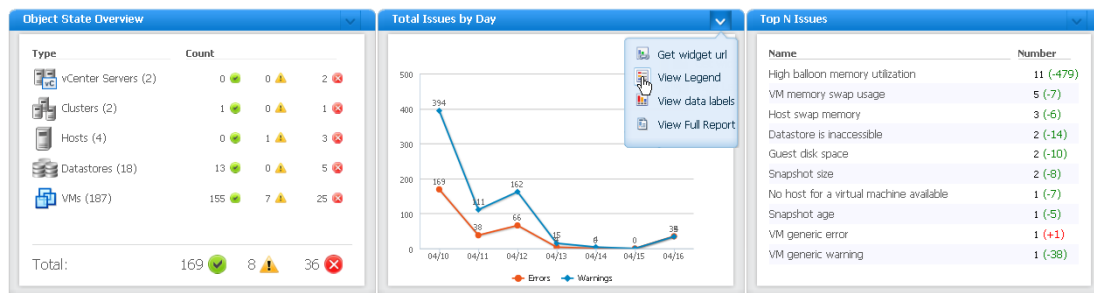 Object State Overview
Type Count
vCenter Servers (2) 0 0 2
Clusters (2) 1 0 1
Hosts (4) 0 1 3
Datastores (18) 13 0 5
VMs (187) 155 7 25
Total: 169 8 36
Total Issues by Day
Get widget url
View Legend
View data labels
View Full Report
500
400
300
200
100
0
394
169
111
38
162
66
15
4
0
04/10 04/11 04/12 04/13 04/14 04/15 04/16
Errors Warnings
Top N Issues
Name Number
High balloon memory utilization 11 (-479)
VM memory swap usage 5 (-7)
Host swap memory 3 (-6)
Datastore is inaccessible 2 (-14)
Guest disk space 2 (-10)
Snapshot size 2 (-8)
No host for a virtual machine available 1 (-7)
Snapshot age 1 (-5)
VM generic error 1 (+1)
VM generic warning 1 (-38)